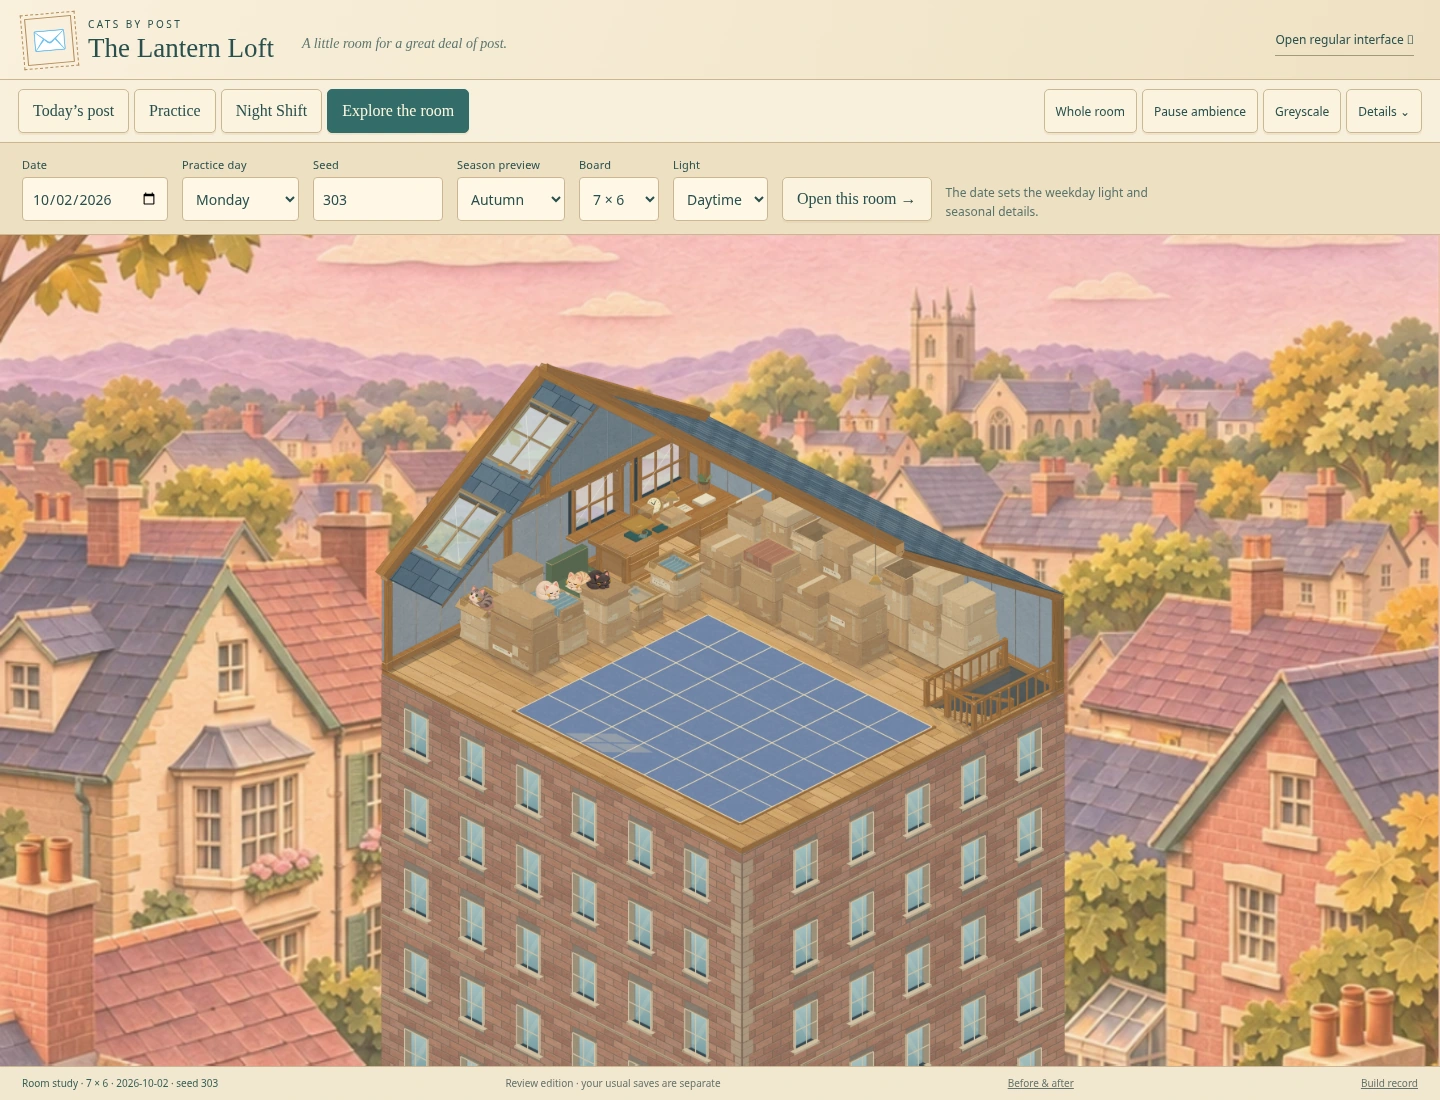 CATS BY POST
The Lantern Loft
A little room for a great deal of post.
Open regular interface
Today’s post
Practice
Night Shift
Explore the room
Whole room
Pause ambience
Greyscale
Details ⌄
Date
Practice day
Seed
Season preview
Board
Light
10/02/2026
Monday
303
Autumn
7 × 6
Daytime
Open this room →
The date sets the weekday light and
seasonal details.
Room study · 7 × 6 · 2026-10-02 · seed 303
Review edition · your usual saves are separate
Before & after
Build record